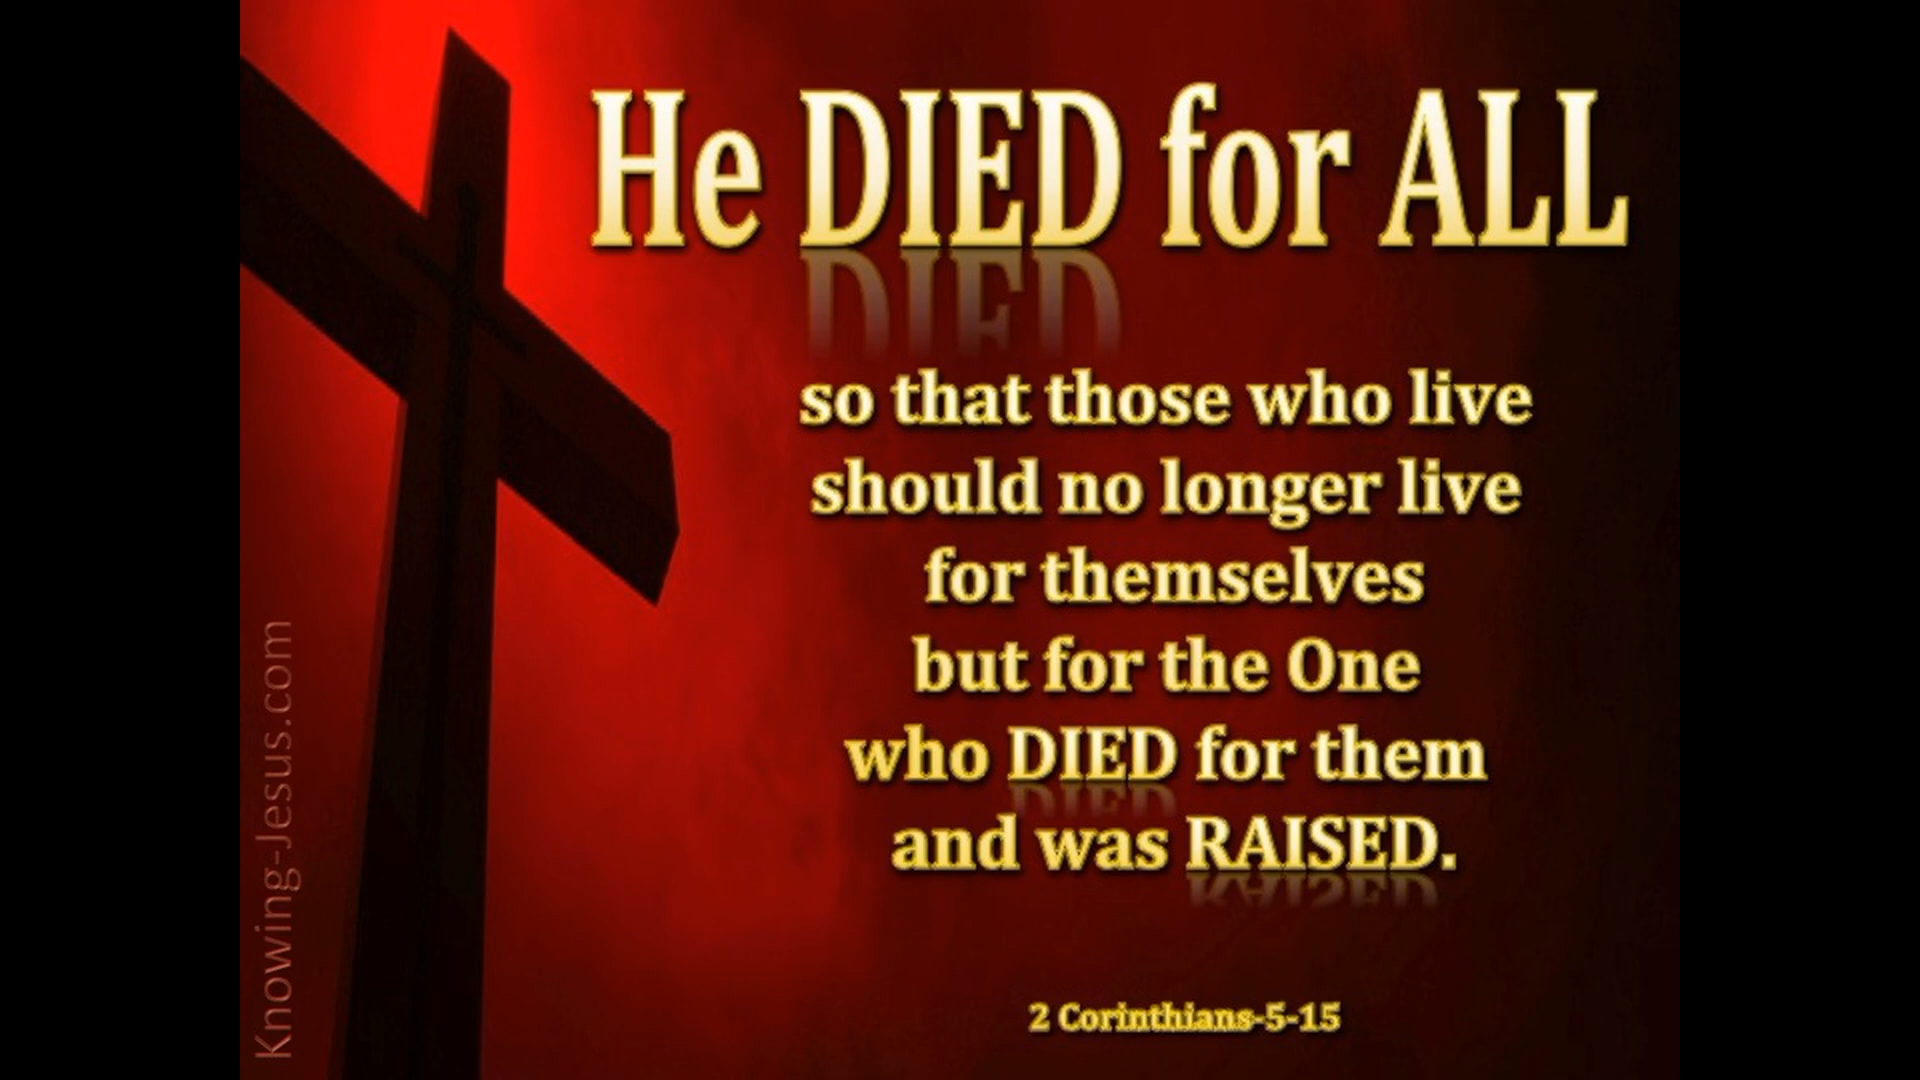 He DIED for ALL
so that those who live
should no longer live
for themselves
but for the One
who DIED for them
and was RAISED.
2 Corinthians-5-15
Knowing-Jesus.com